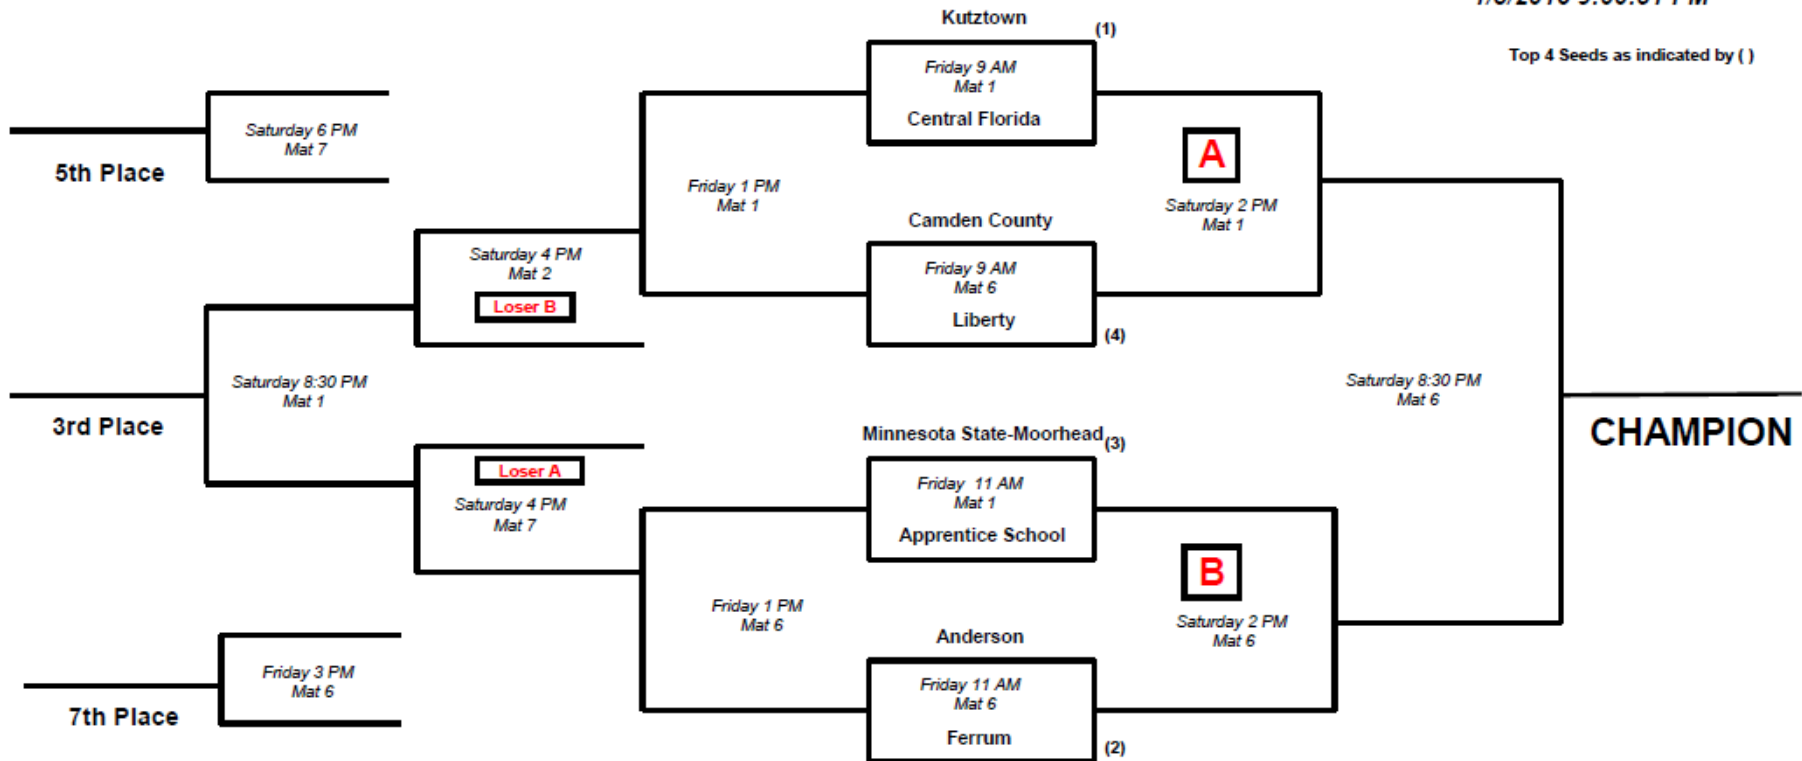 Kutztown
(1)
Top 4 Seeds as indicated by ( )
Friday 9 AM
Mat 1
Central Florida
Saturday 6 PM
Mat 7
5th Place
A
Friday 1 PM
Mat 1
Saturday 2 PM
Mat 1
Camden County
Saturday 4 PM
Mat 2
Loser B
Friday 9 AM
Mat 6
Liberty
(4)
Saturday 8:30 PM
Mat 1
Saturday 8:30 PM
Mat 6
3rd Place
CHAMPION
Minnesota State-Moorhead
(3)
Loser A
Saturday 4 PM
Mat 7
Friday 11 AM
Mat 1
Apprentice School
B
Friday 1 PM
Mat 6
Saturday 2 PM
Mat 6
Anderson
Friday 3 PM
Mat 6
7th Place
Friday 11 AM
Mat 6
Ferrum
(2)